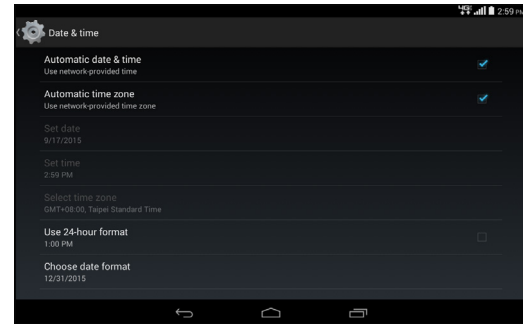 4G 2:59 PM
Date & time
Automatic date & time
Use network-provided time
Automatic time zone
Use network-provided time zone
Set date
9/17/2015
Set time
2:59 PM
Select time zone
GMT+08:00, Taipei Standard Time
Use 24-hour format
1:00 PM
Choose date format
12/31/2015